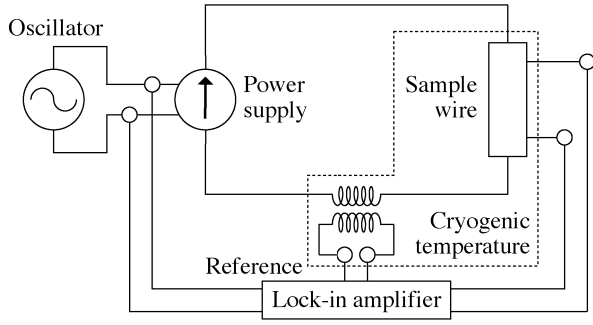 Oscillator
Power
supply
Sample
wire
Cryogenic
temperature
Reference
Lock-in amplifier